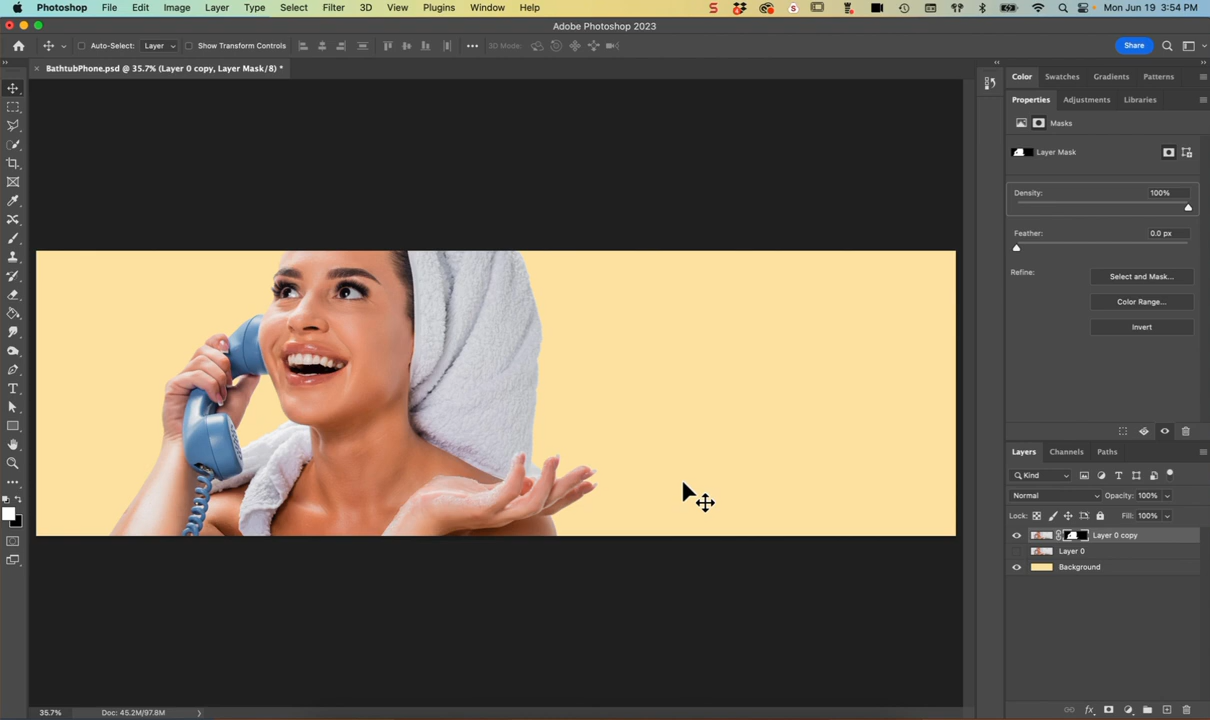 Photoshop File Edit Image Layer Type Select Filter 3D View Plugins Window Help Mon Jun 19 3:54 PM
Adobe Photoshop 2023
Auto-Select: Layer Show Transform Controls 3D Mode: Share
BathtubPhone.psd @ 35.7% (Layer 0 copy, Layer Mask/8) *
Color Swatches Gradients Patterns
Properties Adjustments Libraries
Masks
Layer Mask
Density: 100%
Feather: 0.0 px
Refine: Select and Mask...
Color Range...
Invert
Layers Channels Paths
Kind
Normal Opacity: 100%
Lock: Fill: 100%
Layer 0 copy
Layer 0
Background
35.7% Doc: 45.2M/97.8M